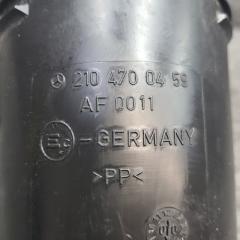 210 470 04 59
AF 0011
-GERMANY
>PP<